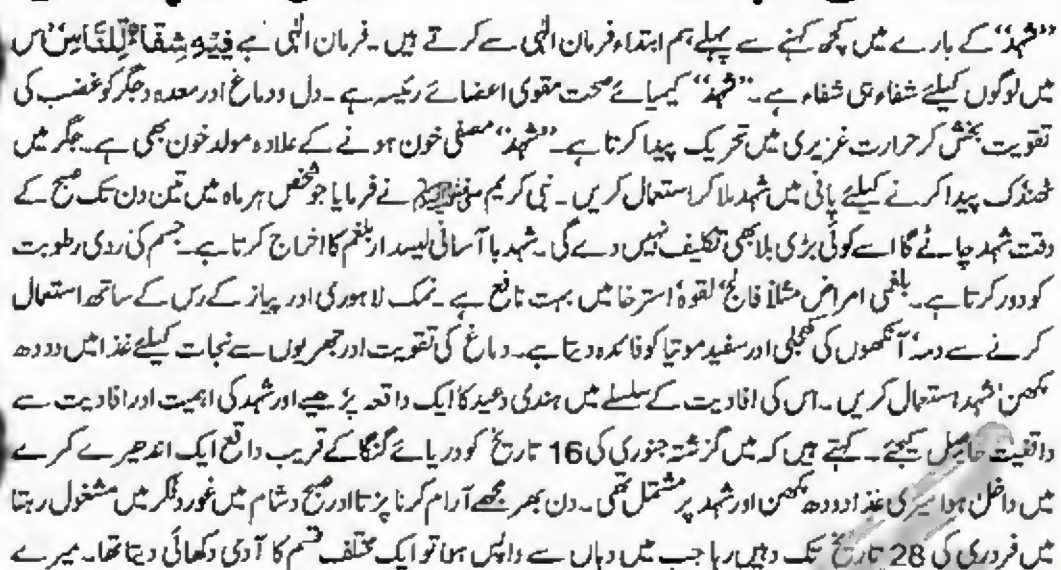 ”شہد“ کے بارے میں کچھ کہنے سے پہلے ہم ابتداء فرمان الٰہی سے کرتے ہیں۔ فرمان الٰہی ہے فِیْہِ شِفَآءٌ لِّلنَّاسِ ”اس
میں لوگوں کیلئے شفاء ہی شفاء ہے۔ ”شہد“ کیمیائے صحت مقوی اعضائے رئیسہ ہے۔ دل ودماغ اور معدہ وجگر کو غضب کی
تقویت بخش کر حرارت غریزی میں تحریک پیدا کرتا ہے۔ ”شہد“ مصفی خون ہونے کے علاوہ مولد خون بھی ہے۔ جگر میں
ٹھنڈک پیدا کرنے کیلئے پانی میں شہد ملا کر استعمال کریں۔ نبی کریم ﷺ نے فرمایا جو شخص ہر ماہ میں تین دن تک صبح کے
وقت شہد چاٹے گا اسے کوئی بڑی بلا بھی تکلیف نہیں دے گی۔ شہد با آسانی لیسدار بلغم کا اخراج کرتا ہے۔ جسم کی ردی رطوبت
کو دور کرتا ہے۔ بلغمی امراض مثلاً فالج‘ لقوہ‘ استرخا میں بہت نافع ہے۔ نمک لاہوری اور پیاز کے رس کے ساتھ استعمال
کرنے سے دمہ‘ آنکھوں کی کھجلی اور سفید موتیا کو فائدہ دیتا ہے۔ دماغ کی تقویت اور جھریوں سے نجات کیلئے غذا میں دودھ
مکھن‘ شہد استعمال کریں۔ اس کی افادیت کے سلسلے میں ہندی وعید کا ایک واقعہ پڑھیے اور شہد کی اہمیت اور افادیت سے
واقفیت حاصل کیجئے۔ کہتے ہیں کہ میں گزشتہ جنوری کی 16 تاریخ کو دریائے گنگا کے قریب واقع ایک اندھیرے کمرے
میں داخل ہوا میری غذا دودھ مکھن اور شہد پر مشتمل تھی۔ دن بھر مجھے آرام کرنا پڑتا اور صبح وشام میں غوروفکر میں مشغول رہتا
میں فروری کی 28 تاریخ تک وہیں رہا جب میں وہاں سے واپس ہوا تو ایک مختلف قسم کا آدمی دکھائی دیتا تھا۔ میرے